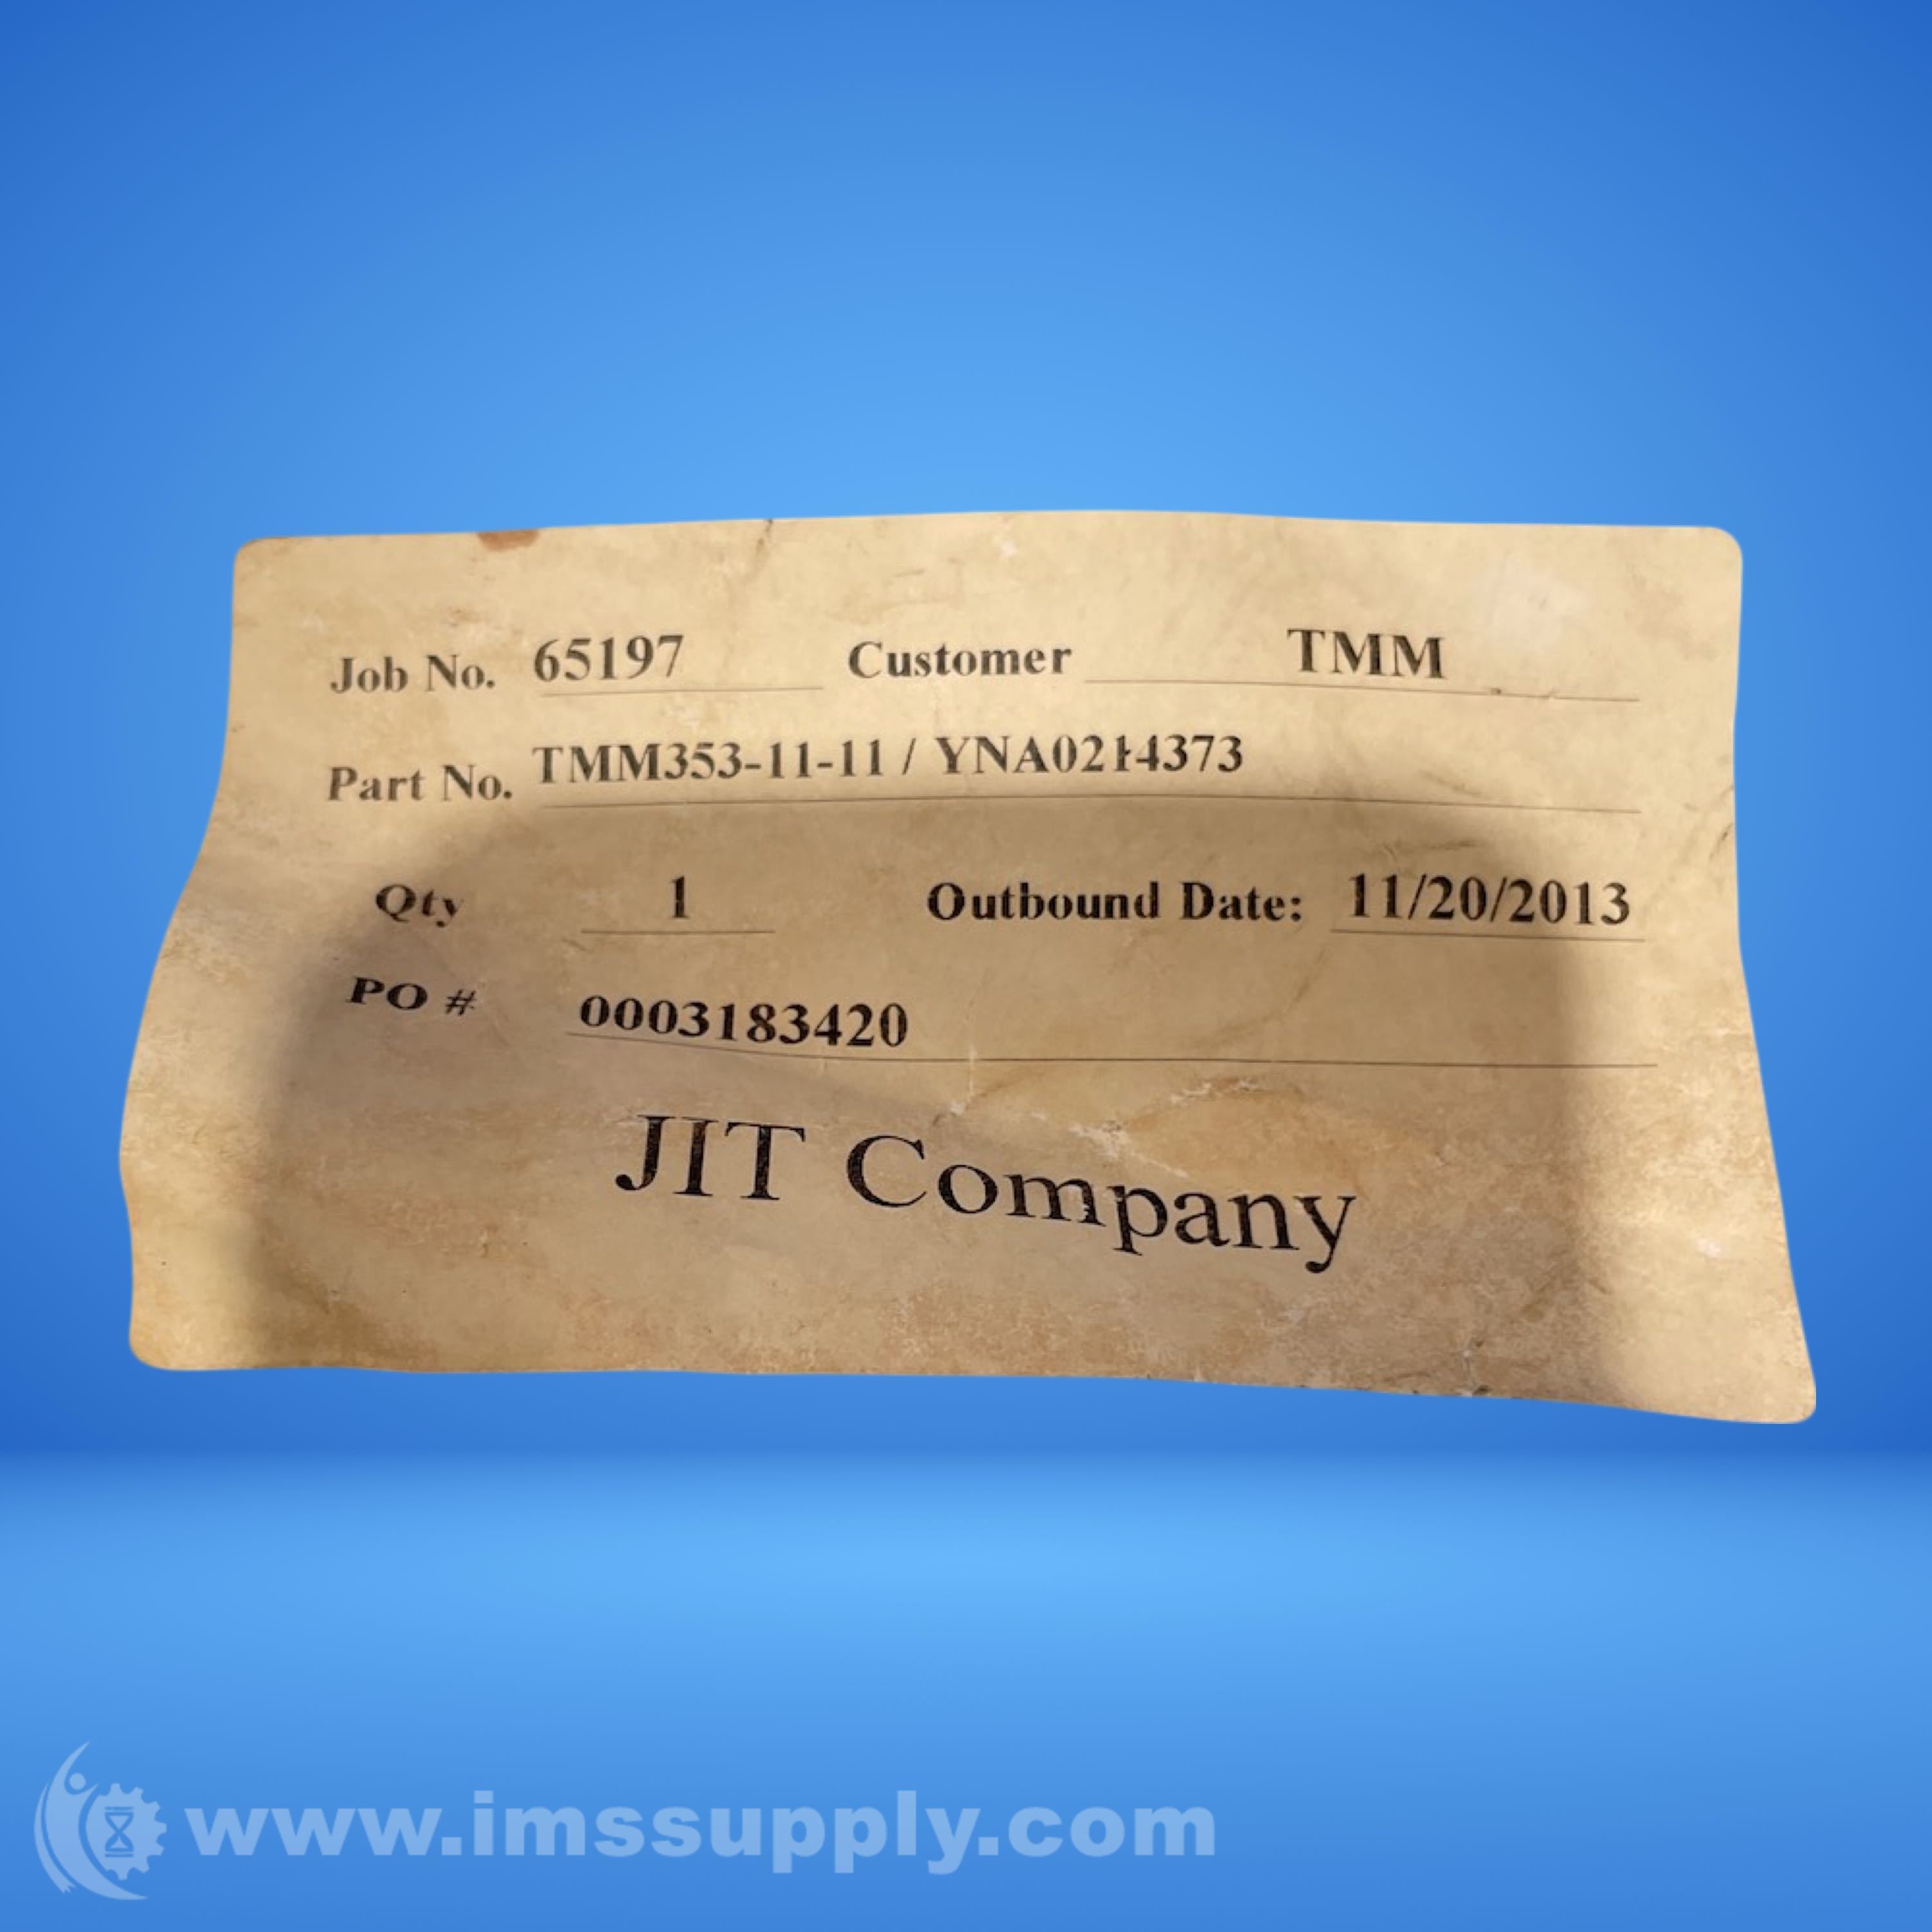 Job No. 65197 Customer TMM
Part No. TMM353-11-11 / YNA0214373
Qty 1 Outbound Date: 11/20/2013
PO # 0003183420
JIT Company
www.imssupply.com